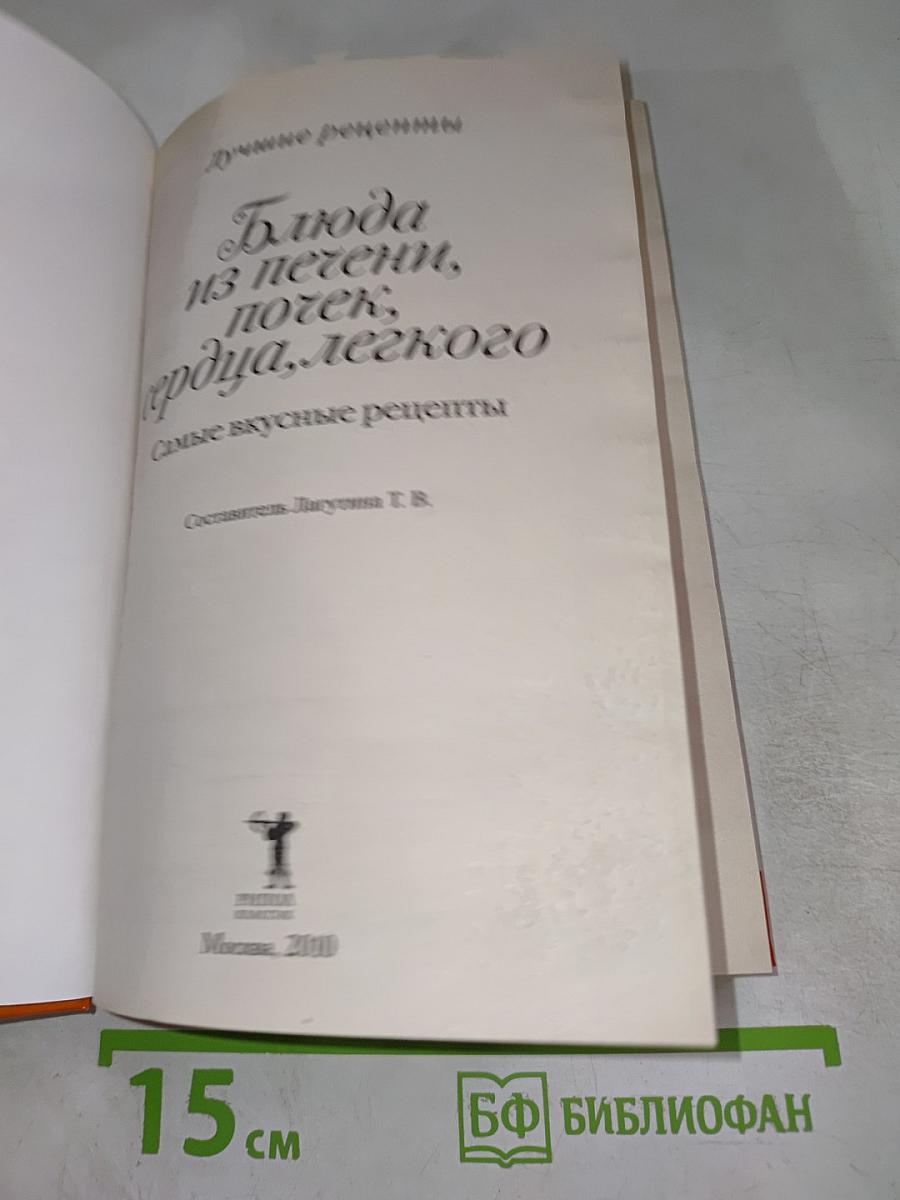 Лучшие рецепты
Блюда
из печени,
почек,
сердца, легкого
Самые вкусные рецепты
Составитель Лагутина Т. В.
Москва, 2010
15 см
БФ БИБЛИОФАН